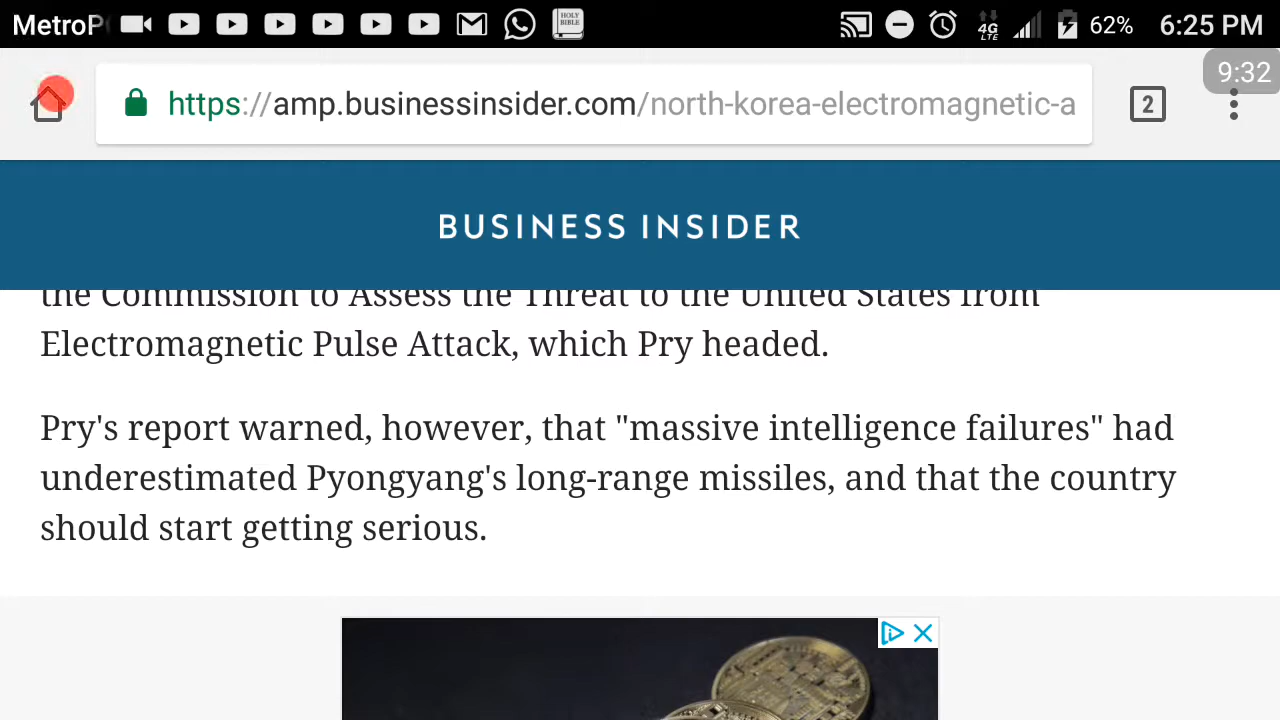 MetroP
HOLY BIBLE
4G LTE
62%
6:25 PM
9:32
https://amp.businessinsider.com/north-korea-electromagnetic-a
2
BUSINESS INSIDER
the Commission to Assess the Threat to the United States from
Electromagnetic Pulse Attack, which Pry headed.
Pry's report warned, however, that "massive intelligence failures" had
underestimated Pyongyang's long-range missiles, and that the country
should start getting serious.